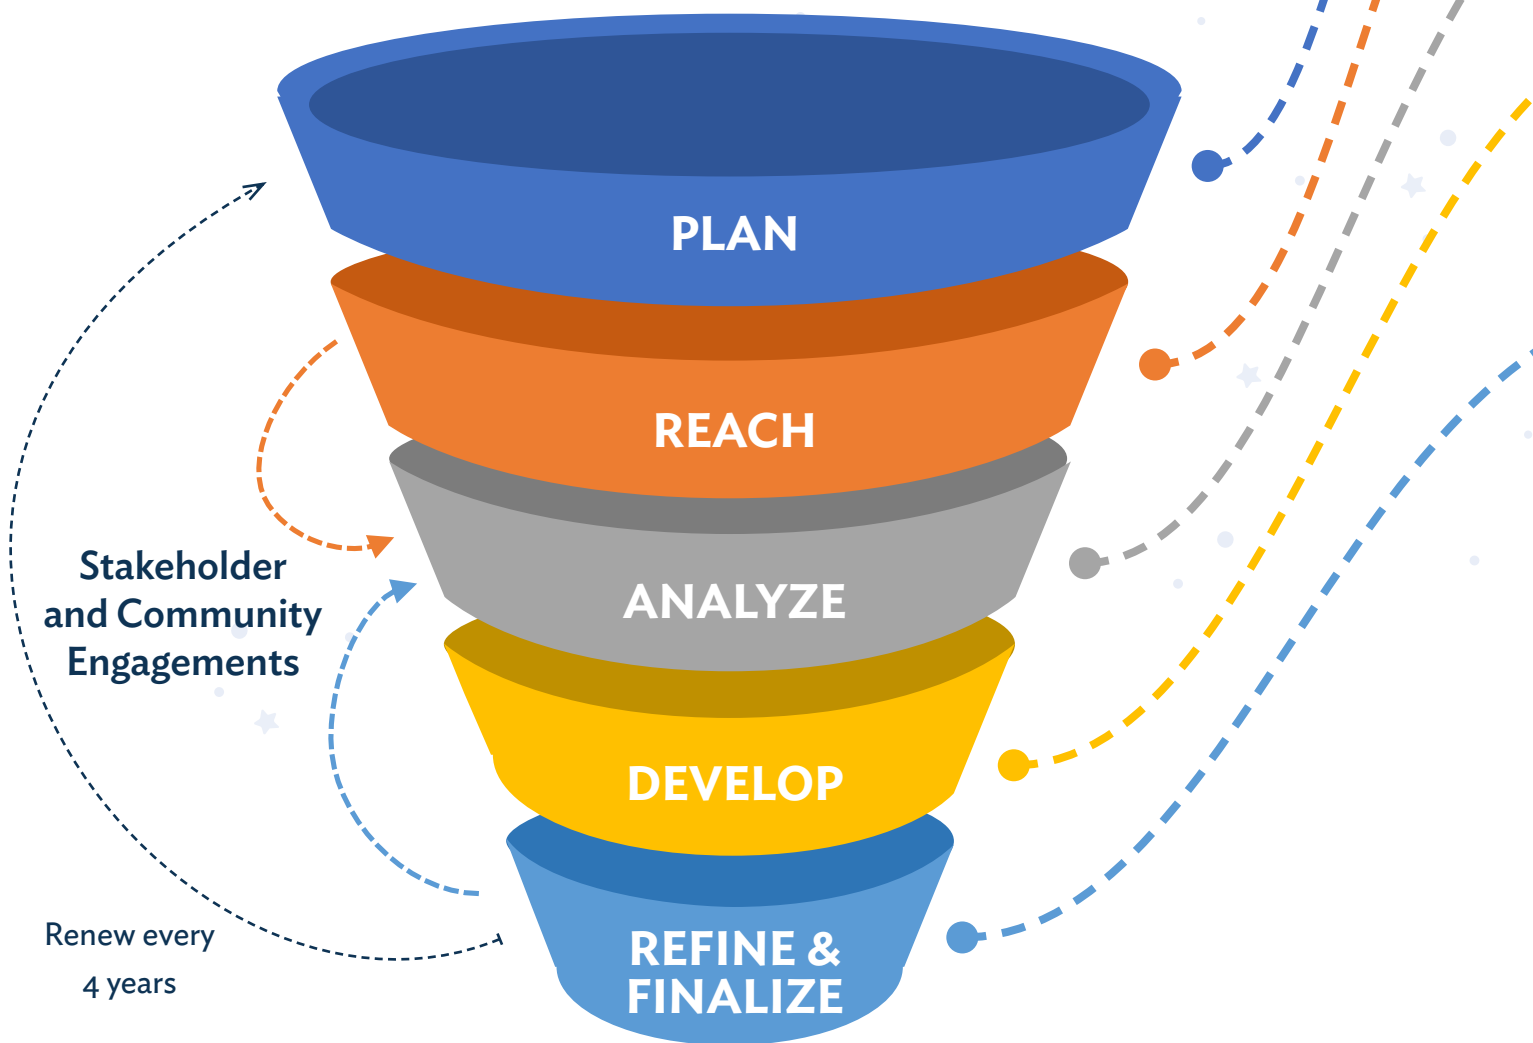 PLAN
REACH
ANALYZE
DEVELOP
REFINE &
FINALIZE
Stakeholder
and Community
Engagements
Renew every
4 years